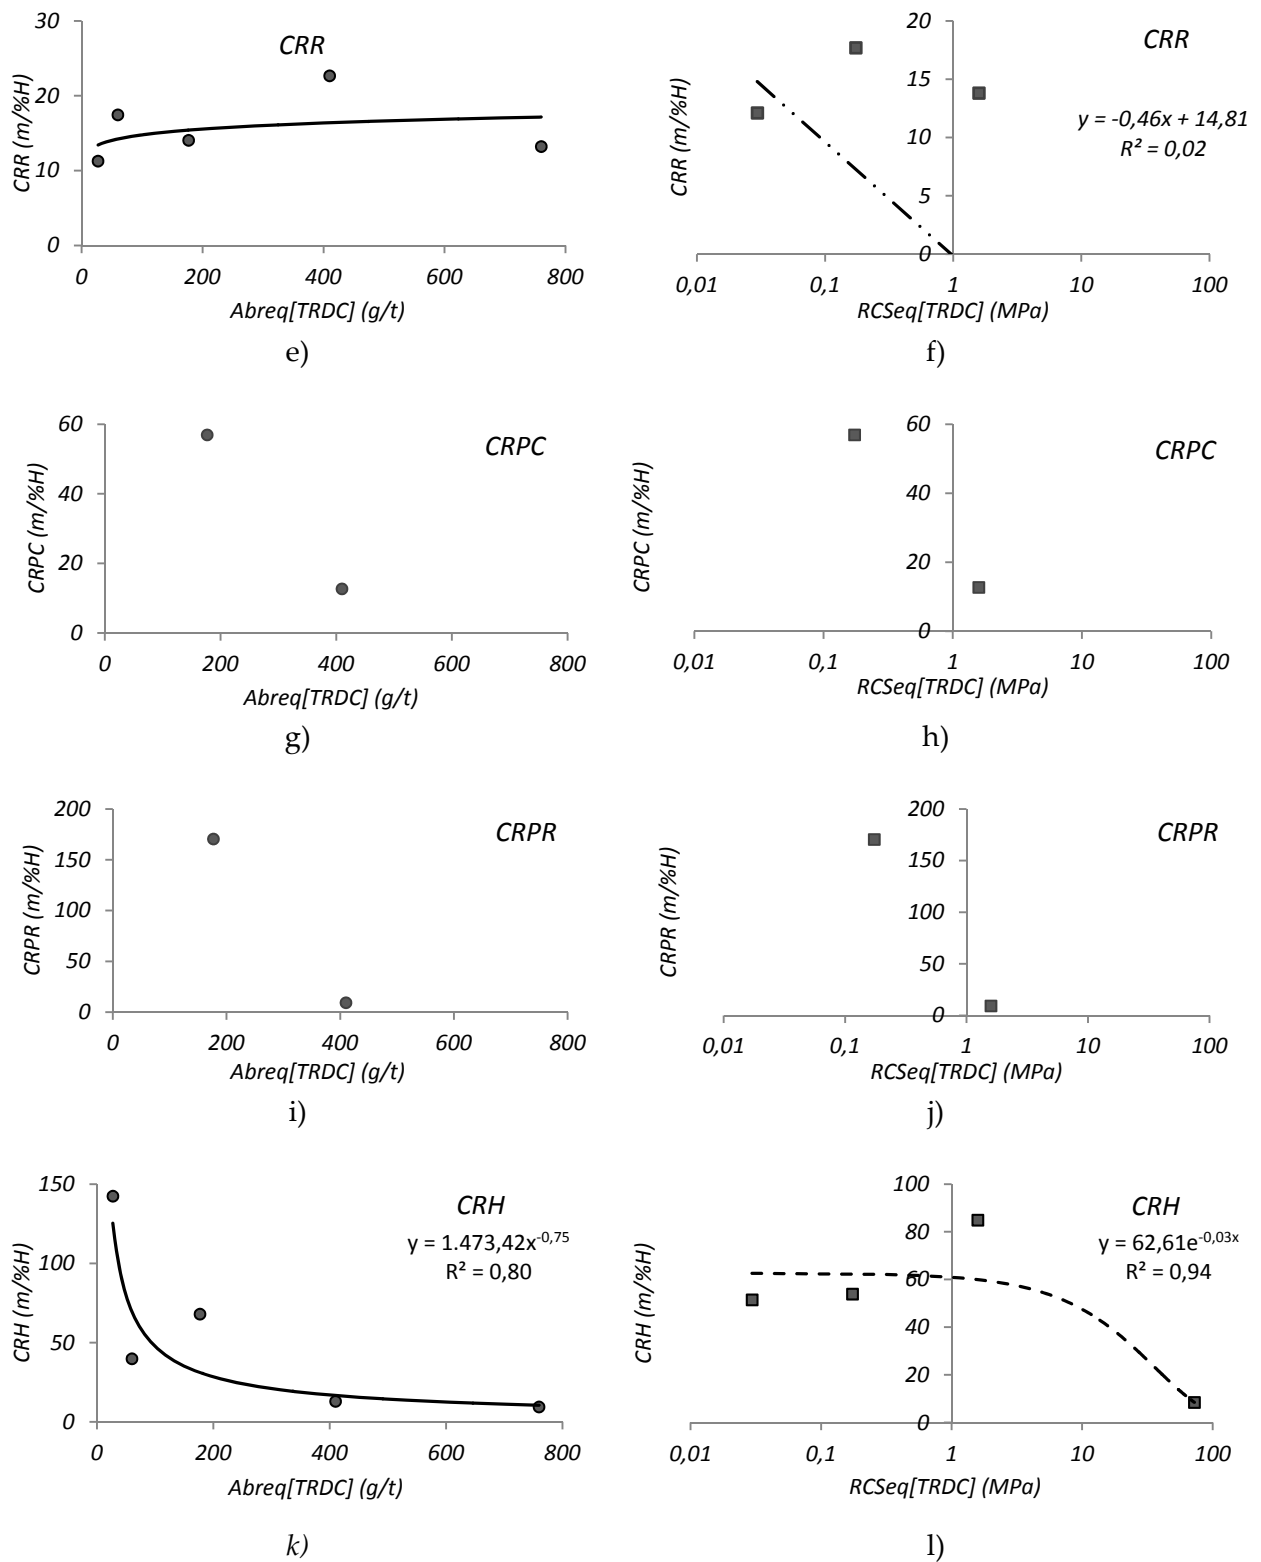 CRR
CRR (m/%H)
30
20
10
0
0 200 400 600 800
Abreq[TRDC] (g/t)
e)
CRR
CRR (m/%H)
20
15
10
5
0
y = -0,46x + 14,81
R² = 0,02
0,01 0,1 1 10 100
RCSeq[TRDC] (MPa)
f)
CRPC
CRPC (m/%H)
60
40
20
0
0 200 400 600 800
Abreq[TRDC] (g/t)
g)
CRPC
CRPC (m/%H)
60
40
20
0
0,01 0,1 1 10 100
RCSeq[TRDC] (MPa)
h)
CRPR
CRPR (m/%H)
200
150
100
50
0
0 200 400 600 800
Abreq[TRDC] (g/t)
i)
CRPR
CRPR (m/%H)
200
150
100
50
0
0,01 0,1 1 10 100
RCSeq[TRDC] (MPa)
j)
CRH
CRH (m/%H)
150
100
50
0
y = 1.473,42x^-0,75
R² = 0,80
0 200 400 600 800
Abreq[TRDC] (g/t)
k)
CRH
CRH (m/%H)
100
80
60
40
20
0
y = 62,61e^-0,03x
R² = 0,94
0,01 0,1 1 10 100
RCSeq[TRDC] (MPa)
l)